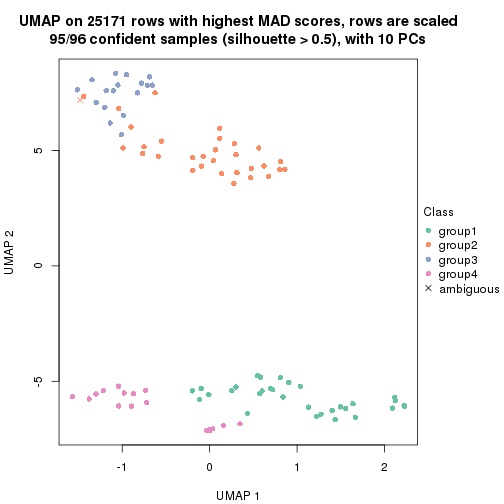 UMAP on 25171 rows with highest MAD scores, rows are scaled
95/96 confident samples (silhouette > 0.5), with 10 PCs
5
0
-5
UMAP 2
-1
0
1
2
UMAP 1
Class
group1
group2
group3
group4
ambiguous